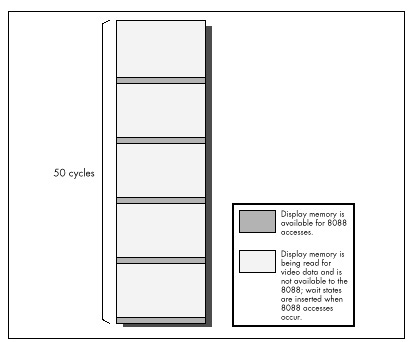 50 cycles
Display memory is
available for 8088
accesses.
Display memory is
being read for
video data and is
not available to the
8088; wait states
are inserted when
8088 accesses
occur.